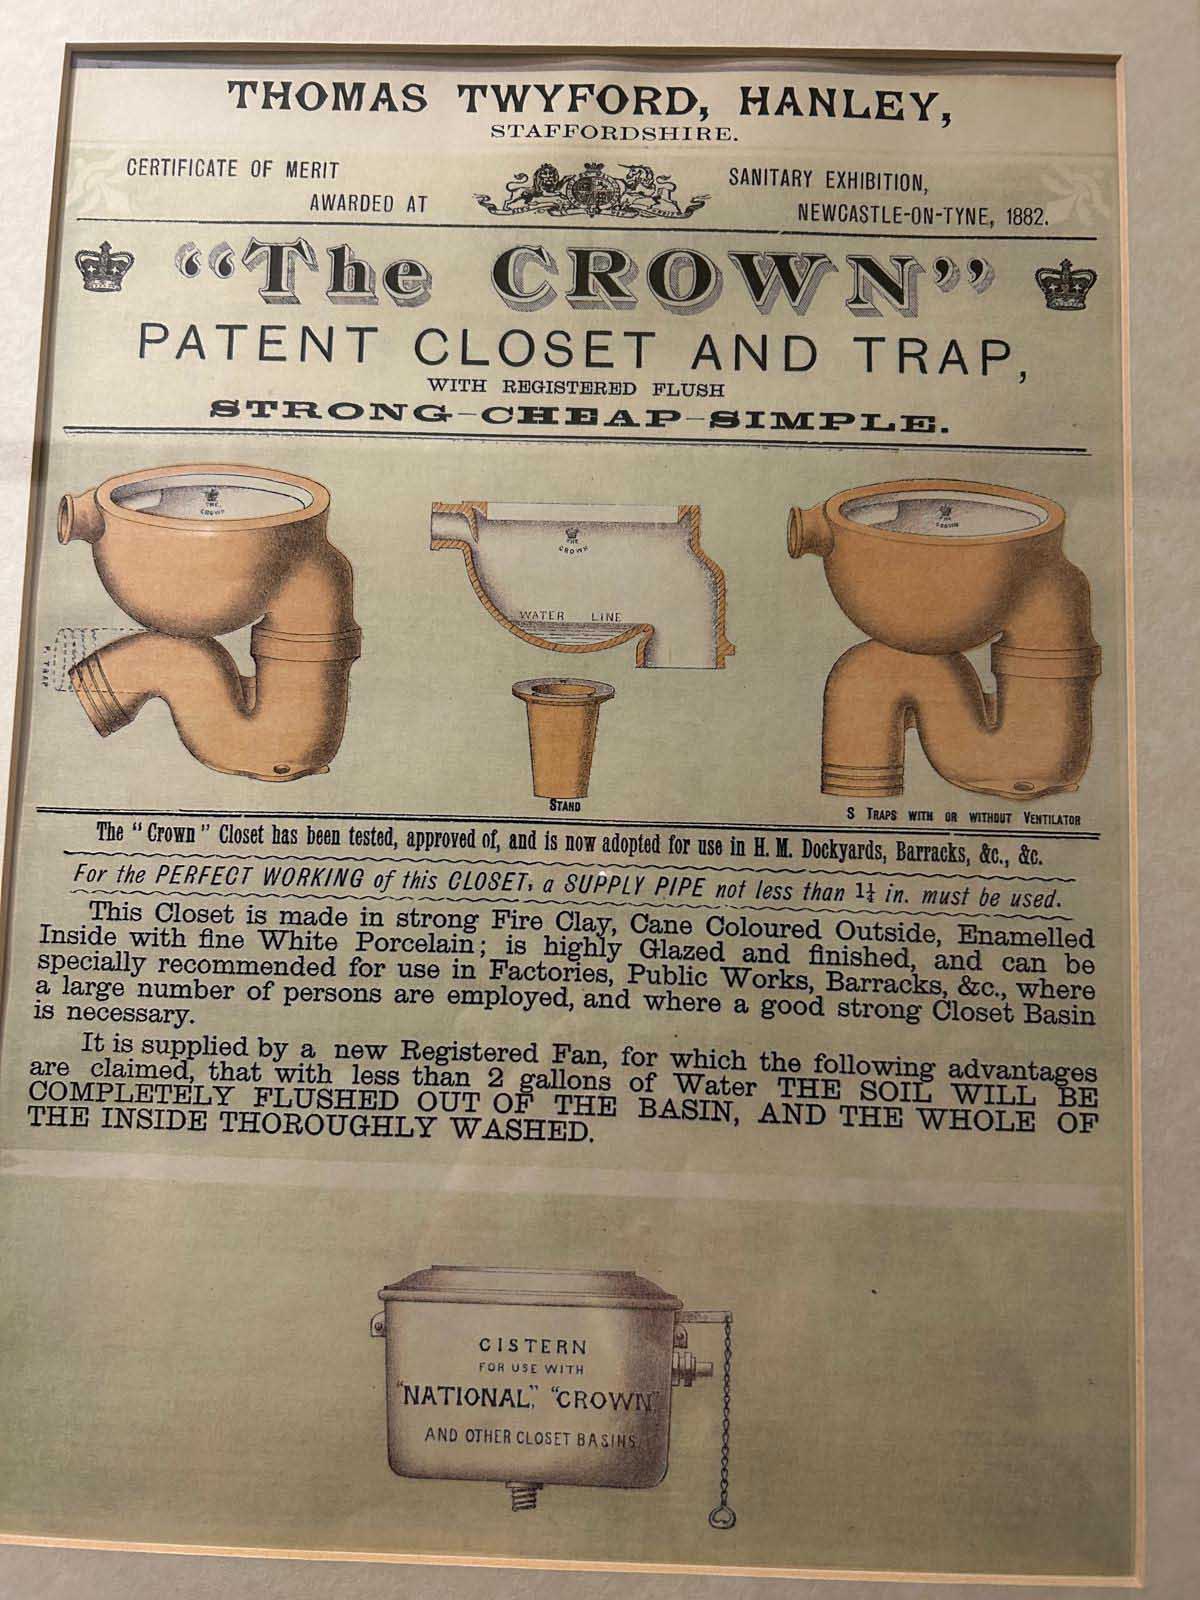 THOMAS TWYFORD, HANLEY,
STAFFORDSHIRE.
CERTIFICATE OF MERIT
AWARDED AT
SANITARY EXHIBITION,
NEWCASTLE-ON-TYNE, 1882.
"The CROWN"
PATENT CLOSET AND TRAP,
WITH REGISTERED FLUSH
STRONG-CHEAP-SIMPLE.
THE
CROWN
THE
CROWN
THE
CROWN
WATER LINE
P. TRAP
STAND
S TRAPS WITH OR WITHOUT VENTILATOR
The "Crown" Closet has been tested, approved of, and is now adopted for use in H. M. Dockyards, Barracks, &c., &c.
For the PERFECT WORKING of this CLOSET, a SUPPLY PIPE not less than 1¼ in. must be used.
This Closet is made in strong Fire Clay, Cane Coloured Outside, Enamelled
Inside with fine White Porcelain; is highly Glazed and finished, and can be
specially recommended for use in Factories, Public Works, Barracks, &c., where
a large number of persons are employed, and where a good strong Closet Basin
is necessary.
It is supplied by a new Registered Fan, for which the following advantages
are claimed, that with less than 2 gallons of Water THE SOIL WILL BE
COMPLETELY FLUSHED OUT OF THE BASIN, AND THE WHOLE OF
THE INSIDE THOROUGHLY WASHED.
CISTERN
FOR USE WITH
"NATIONAL", "CROWN",
AND OTHER CLOSET BASINS